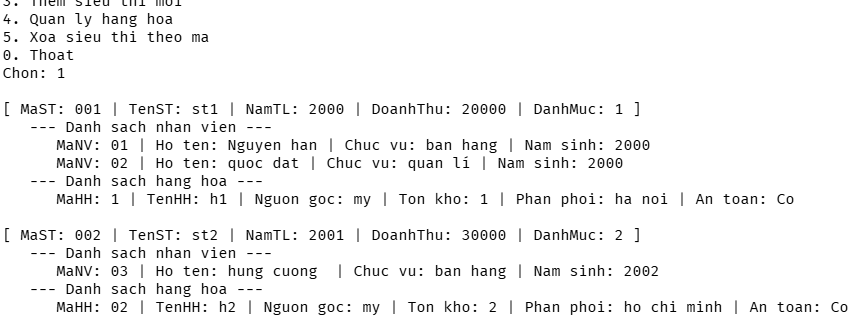 3. Them sieu thi moi
4. Quan ly hang hoa
5. Xoa sieu thi theo ma
0. Thoat
Chon: 1
[ MaST: 001 | TenST: st1 | NamTL: 2000 | DoanhThu: 20000 | DanhMuc: 1 ]
--- Danh sach nhan vien ---
MaNV: 01 | Ho ten: Nguyen han | Chuc vu: ban hang | Nam sinh: 2000
MaNV: 02 | Ho ten: quoc dat | Chuc vu: quan lí | Nam sinh: 2000
--- Danh sach hang hoa ---
MaHH: 1 | TenHH: h1 | Nguon goc: my | Ton kho: 1 | Phan phoi: ha noi | An toan: Co
[ MaST: 002 | TenST: st2 | NamTL: 2001 | DoanhThu: 30000 | DanhMuc: 2 ]
--- Danh sach nhan vien ---
MaNV: 03 | Ho ten: hung cuong  | Chuc vu: ban hang | Nam sinh: 2002
--- Danh sach hang hoa ---
MaHH: 02 | TenHH: h2 | Nguon goc: my | Ton kho: 2 | Phan phoi: ho chi minh | An toan: Co